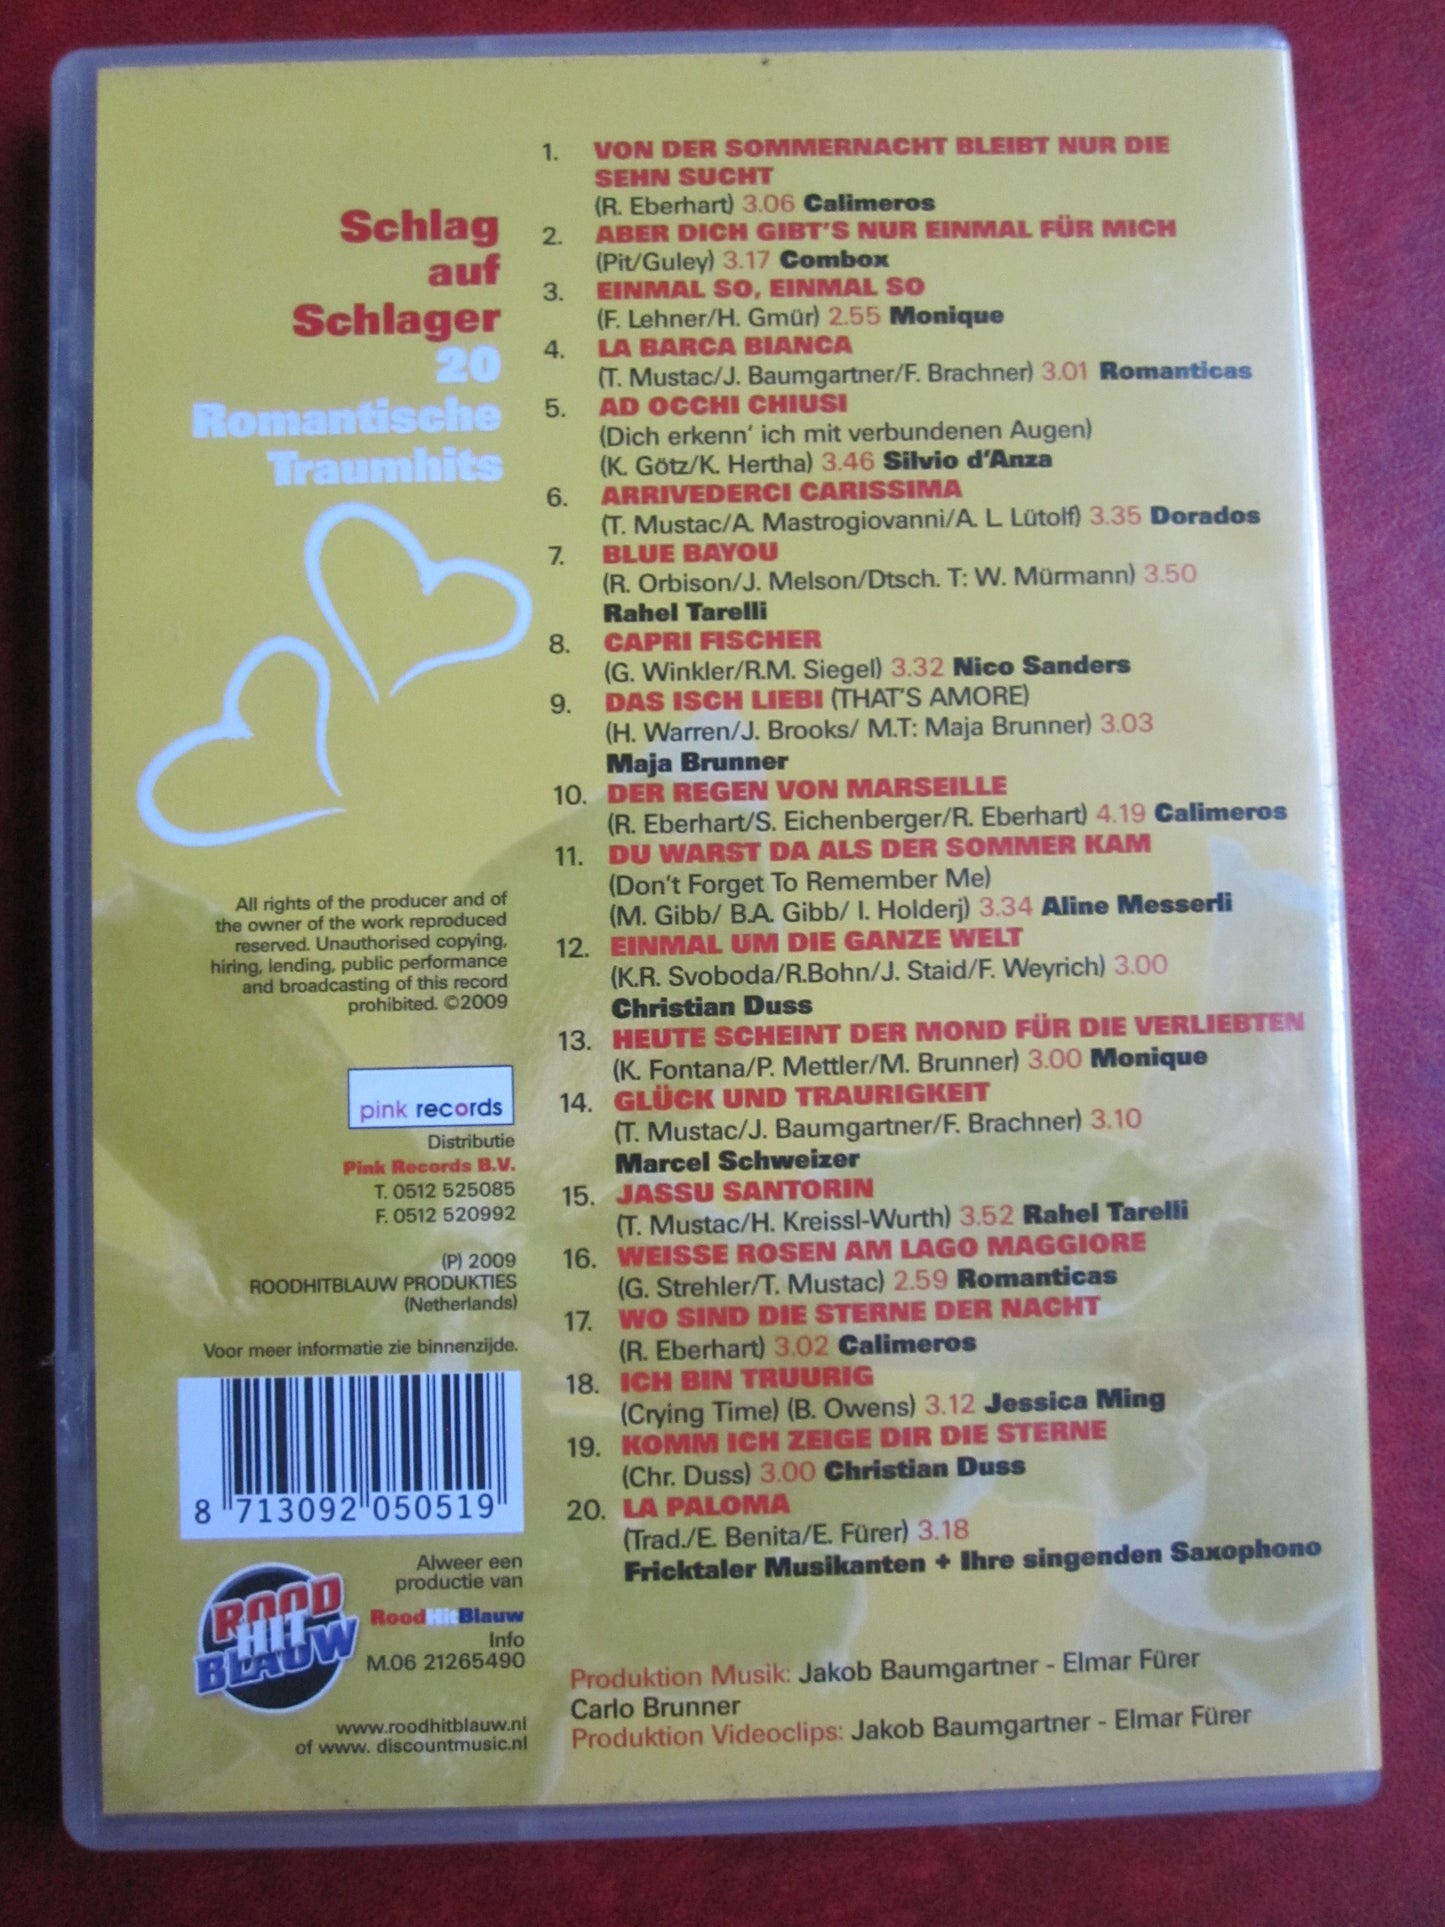 Schlag
auf
Schlager
20
Romantische
Traumhits
All rights of the producer and of
the owner of the work reproduced
reserved. Unauthorised copying,
hiring, lending, public performance
and broadcasting of this record
prohibited. ©2009
pink records
Distributie
Pink Records B.V.
T. 0512 525085
F. 0512 520992
(P) 2009
ROODHITBLAUW PRODUKTIES
(Netherlands)
Voor meer informatie zie binnenzijde.
8 713092 050519
Alweer een
productie van
RoodHitBlauw
Info
M.06 21265490
ROOD
HIT
BLAUW
www.roodhitblauw.nl
of www. discountmusic.nl
1. VON DER SOMMERNACHT BLEIBT NUR DIE
SEHN SUCHT
(R. Eberhart) 3.06 Calimeros
2. ABER DICH GIBT'S NUR EINMAL FÜR MICH
(Pit/Guley) 3.17 Combox
3. EINMAL SO, EINMAL SO
(F. Lehner/H. Gmür) 2.55 Monique
4. LA BARCA BIANCA
(T. Mustac/J. Baumgartner/F. Brachner) 3.01 Romanticas
5. AD OCCHI CHIUSI
(Dich erkenn' ich mit verbundenen Augen)
(K. Götz/K. Hertha) 3.46 Silvio d'Anza
6. ARRIVEDERCI CARISSIMA
(T. Mustac/A. Mastrogiovanni/A. L. Lütolf) 3.35 Dorados
7. BLUE BAYOU
(R. Orbison/J. Melson/Dtsch. T: W. Mürmann) 3.50
Rahel Tarelli
8. CAPRI FISCHER
(G. Winkler/R.M. Siegel) 3.32 Nico Sanders
9. DAS ISCH LIEBI (THAT'S AMORE)
(H. Warren/J. Brooks/ M.T: Maja Brunner) 3.03
Maja Brunner
10. DER REGEN VON MARSEILLE
(R. Eberhart/S. Eichenberger/R. Eberhart) 4.19 Calimeros
11. DU WARST DA ALS DER SOMMER KAM
(Don't Forget To Remember Me)
(M. Gibb/ B.A. Gibb/ I. Holderj) 3.34 Aline Messerli
12. EINMAL UM DIE GANZE WELT
(K.R. Svoboda/R.Bohn/J. Staid/F. Weyrich) 3.00
Christian Duss
13. HEUTE SCHEINT DER MOND FÜR DIE VERLIEBTEN
(K. Fontana/P. Mettler/M. Brunner) 3.00 Monique
14. GLÜCK UND TRAURIGKEIT
(T. Mustac/J. Baumgartner/F. Brachner) 3.10
Marcel Schweizer
15. JASSU SANTORIN
(T. Mustac/H. Kreissl-Wurth) 3.52 Rahel Tarelli
16. WEISSE ROSEN AM LAGO MAGGIORE
(G. Strehler/T. Mustac) 2.59 Romanticas
17. WO SIND DIE STERNE DER NACHT
(R. Eberhart) 3.02 Calimeros
18. ICH BIN TRUURIG
(Crying Time) (B. Owens) 3.12 Jessica Ming
19. KOMM ICH ZEIGE DIR DIE STERNE
(Chr. Duss) 3.00 Christian Duss
20. LA PALOMA
(Trad./E. Benita/E. Fürer) 3.18
Fricktaler Musikanten + Ihre singenden Saxophono
Produktion Musik: Jakob Baumgartner - Elmar Fürer
Carlo Brunner
Produktion Videoclips: Jakob Baumgartner - Elmar Fürer